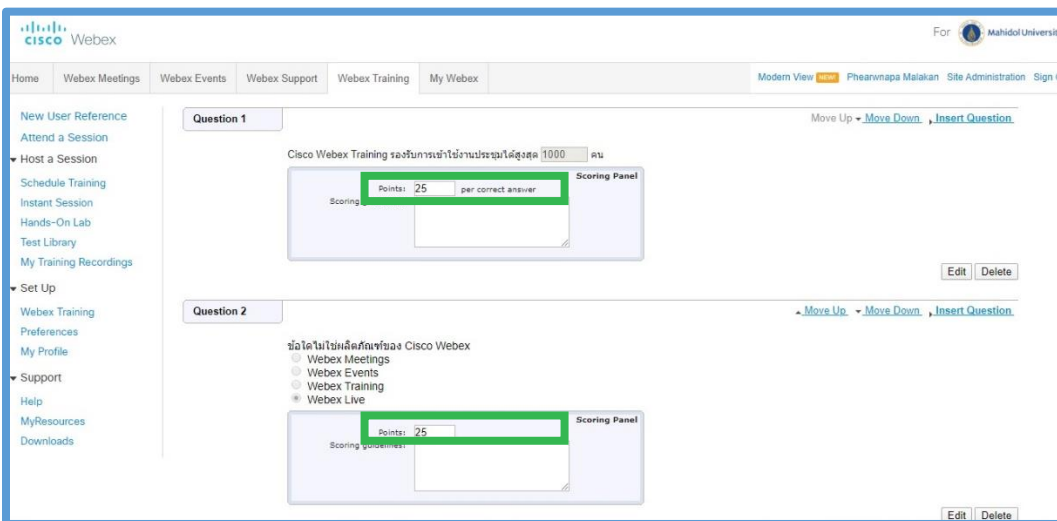 CISCO Webex
For Mahidol Universit
Home Webex Meetings Webex Events Webex Support Webex Training My Webex
Modern View NEW! Phearwnapa Malakan Site Administration Sign
New User Reference
Attend a Session
Host a Session
Schedule Training
Instant Session
Hands-On Lab
Test Library
My Training Recordings
Set Up
Webex Training
Preferences
My Profile
Support
Help
MyResources
Downloads
Question 1
Move Up Move Down Insert Question
Cisco Webex Training รองรับการเข้าใช้งานประชุมได้สูงสุด 1000 คน
Scoring Panel
Points: 25 per correct answer
Scoring
Edit Delete
Question 2
Move Up Move Down Insert Question
ข้อใดไม่ใช่ผลิตภัณฑ์ของ Cisco Webex
Webex Meetings
Webex Events
Webex Training
Webex Live
Scoring Panel
Points: 25
Scoring guidelines:
Edit Delete